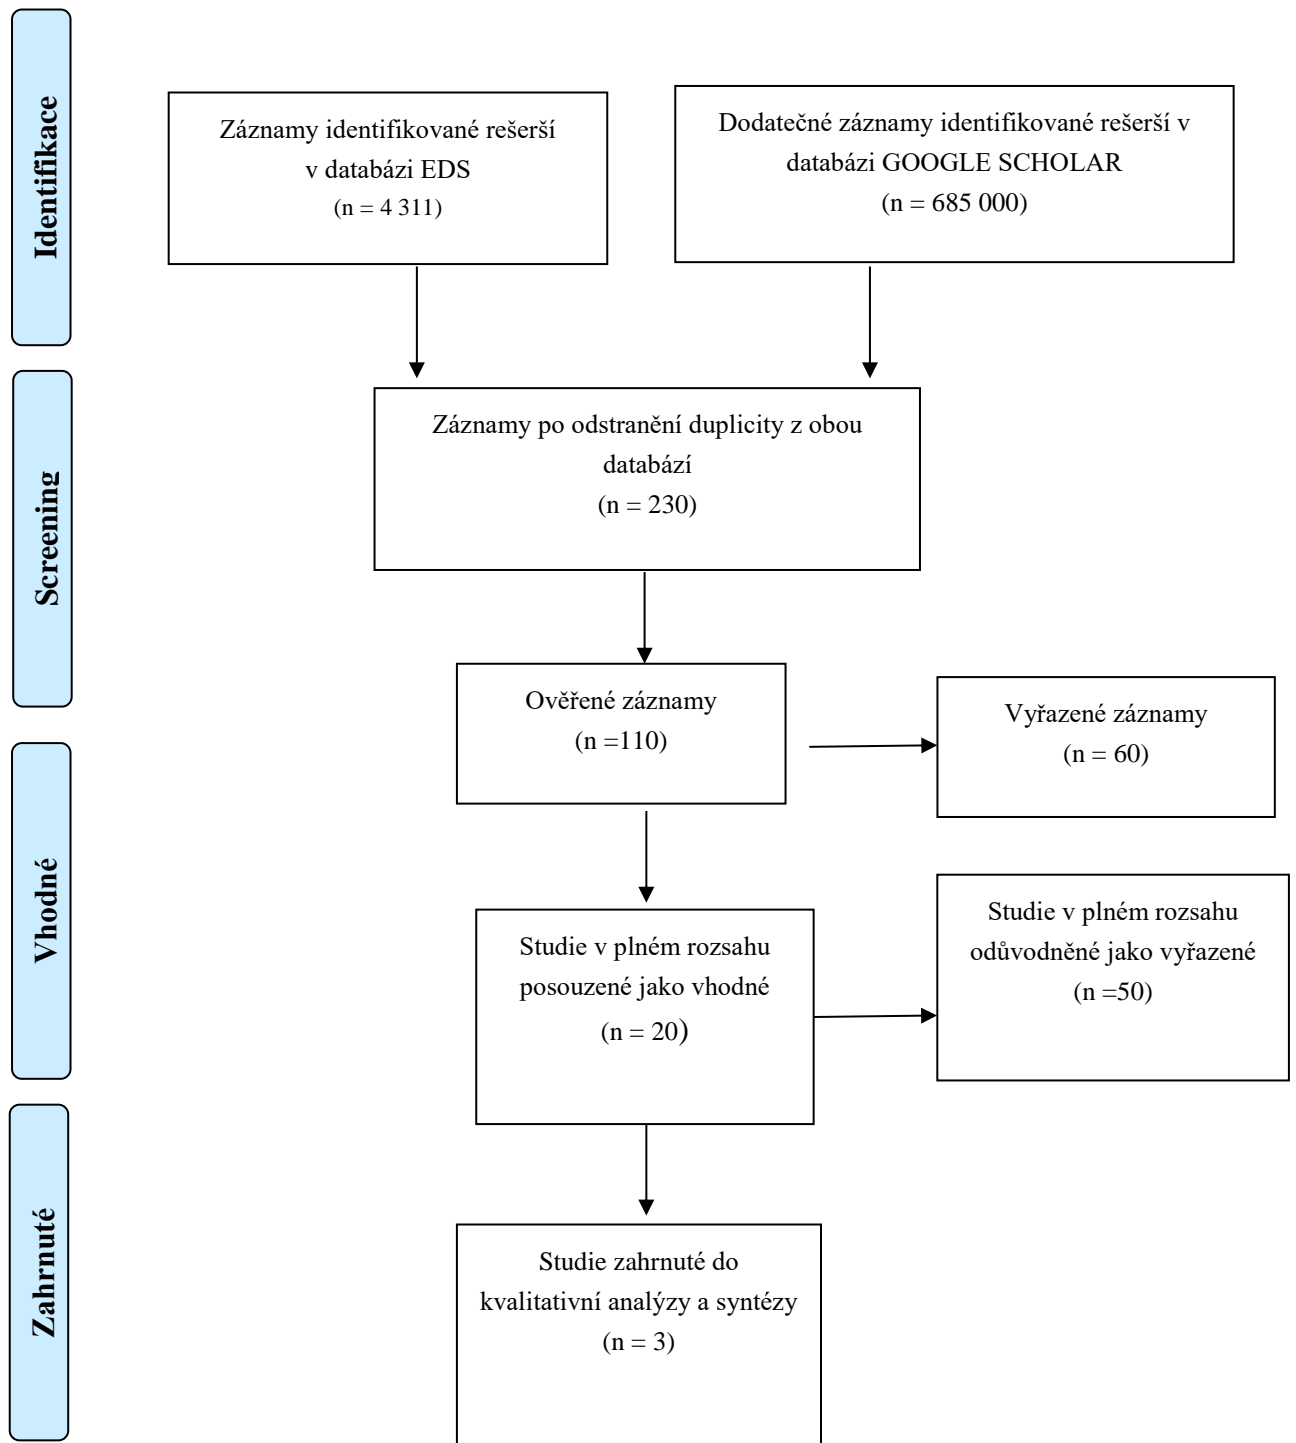 Identifikace
Záznamy identifikované rešerší
v databázi EDS
(n = 4 311)
Dodatečné záznamy identifikované rešerší v
databázi GOOGLE SCHOLAR
(n = 685 000)
Screening
Záznamy po odstranění duplicity z obou
databází
(n = 230)
Ověřené záznamy
(n =110)
Vyřazené záznamy
(n = 60)
Vhodné
Studie v plném rozsahu
posouzené jako vhodné
(n = 20)
Studie v plném rozsahu
odůvodněné jako vyřazené
(n =50)
Zahrnuté
Studie zahrnuté do
kvalitativní analýzy a syntézy
(n = 3)